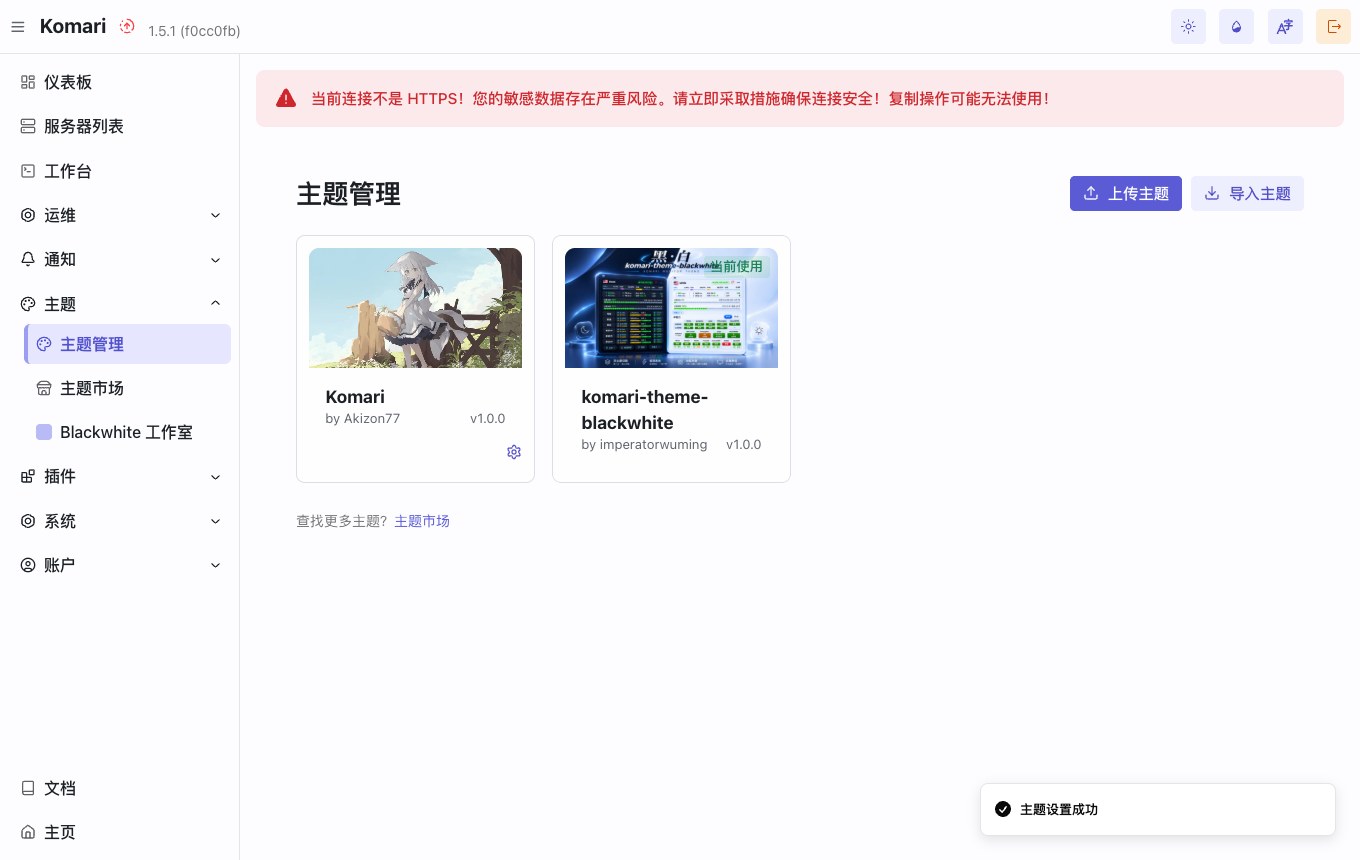 Komari
1.5.1 (f0cc0fb)
仪表板
服务器列表
工作台
运维
通知
主题
主题管理
主题市场
Blackwhite 工作室
插件
系统
账户
文档
主页
当前连接不是 HTTPS！您的敏感数据存在严重风险。请立即采取措施确保连接安全！复制操作可能无法使用！
主题管理
上传主题
导入主题
Komari
by Akizon77
v1.0.0
黑·白
komari-theme-blackwhite
当前使用
komari-theme-
blackwhite
by imperatorwuming
v1.0.0
查找更多主题？ 主题市场
主题设置成功